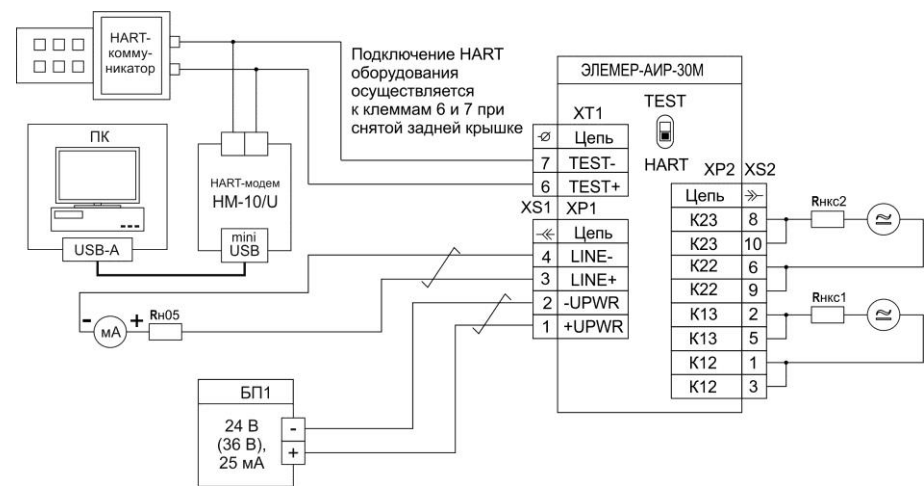 HART-
комму-
никатор
Подключение HART
оборудования
осуществляется
к клеммам 6 и 7 при
снятой задней крышке
ПК
USB-A
HART-модем
HM-10/U
mini
USB
- мА + Rн05
БП1
24 В
(36 В),
25 мА
-
+
ЭЛЕМЕР-АИР-30М
TEST
HART
XT1
Цепь
7 TEST-
6 TEST+
XS1 XP1
Цепь
4 LINE-
3 LINE+
2 -UPWR
1 +UPWR
XP2 XS2
Цепь
К23 8
К23 10
К22 6
К22 9
К13 2
К13 5
К12 1
К12 3
Rнкс2
Rнкс1